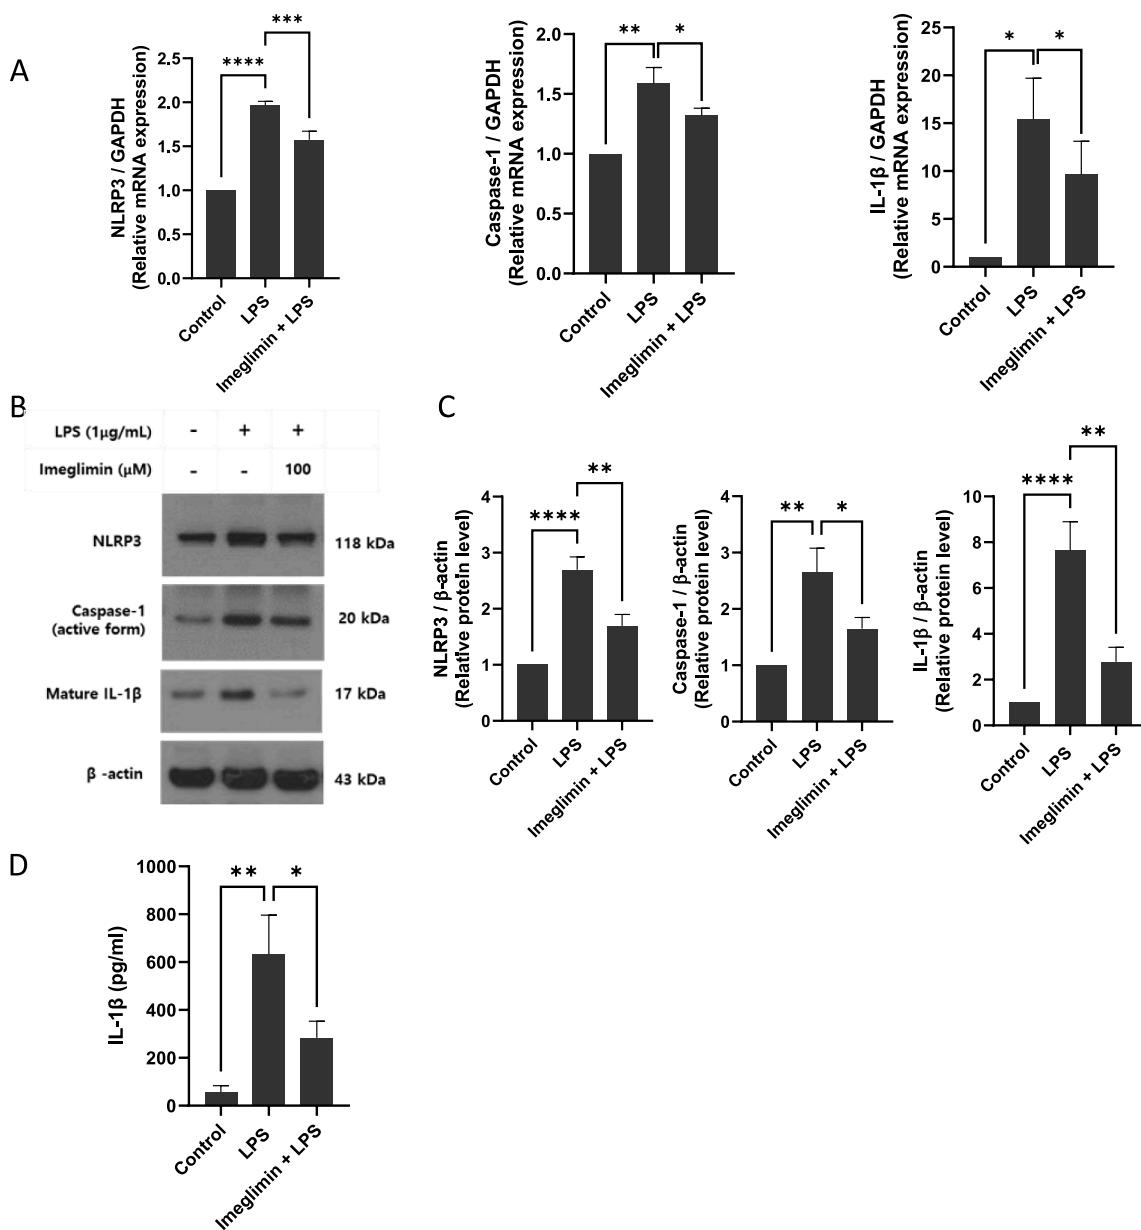 A
NLRP3 / GAPDH
(Relative mRNA expression)
2.5
2.0
1.5
1.0
0.5
0.0
****
***
Control
LPS
Imeglimin + LPS
Caspase-1 / GAPDH
(Relative mRNA expression)
2.0
1.5
1.0
0.5
0.0
**
*
Control
LPS
Imeglimin + LPS
IL-1β / GAPDH
(Relative mRNA expression)
25
20
15
10
5
0
*
*
Control
LPS
Imeglimin + LPS
B
LPS (1μg/mL) - + +
Imeglimin (μM) - - 100
NLRP3 118 kDa
Caspase-1
(active form) 20 kDa
Mature IL-1β 17 kDa
β -actin 43 kDa
C
NLRP3 / β-actin
(Relative protein level)
4
3
2
1
0
****
**
Control
LPS
Imeglimin + LPS
Caspase-1 / β-actin
(Relative protein level)
4
3
2
1
0
**
*
Control
LPS
Imeglimin + LPS
IL-1β / β-actin
(Relative protein level)
10
8
6
4
2
0
****
**
Control
LPS
Imeglimin + LPS
D
IL-1β (pg/ml)
1000
800
600
400
200
0
**
*
Control
LPS
Imeglimin + LPS